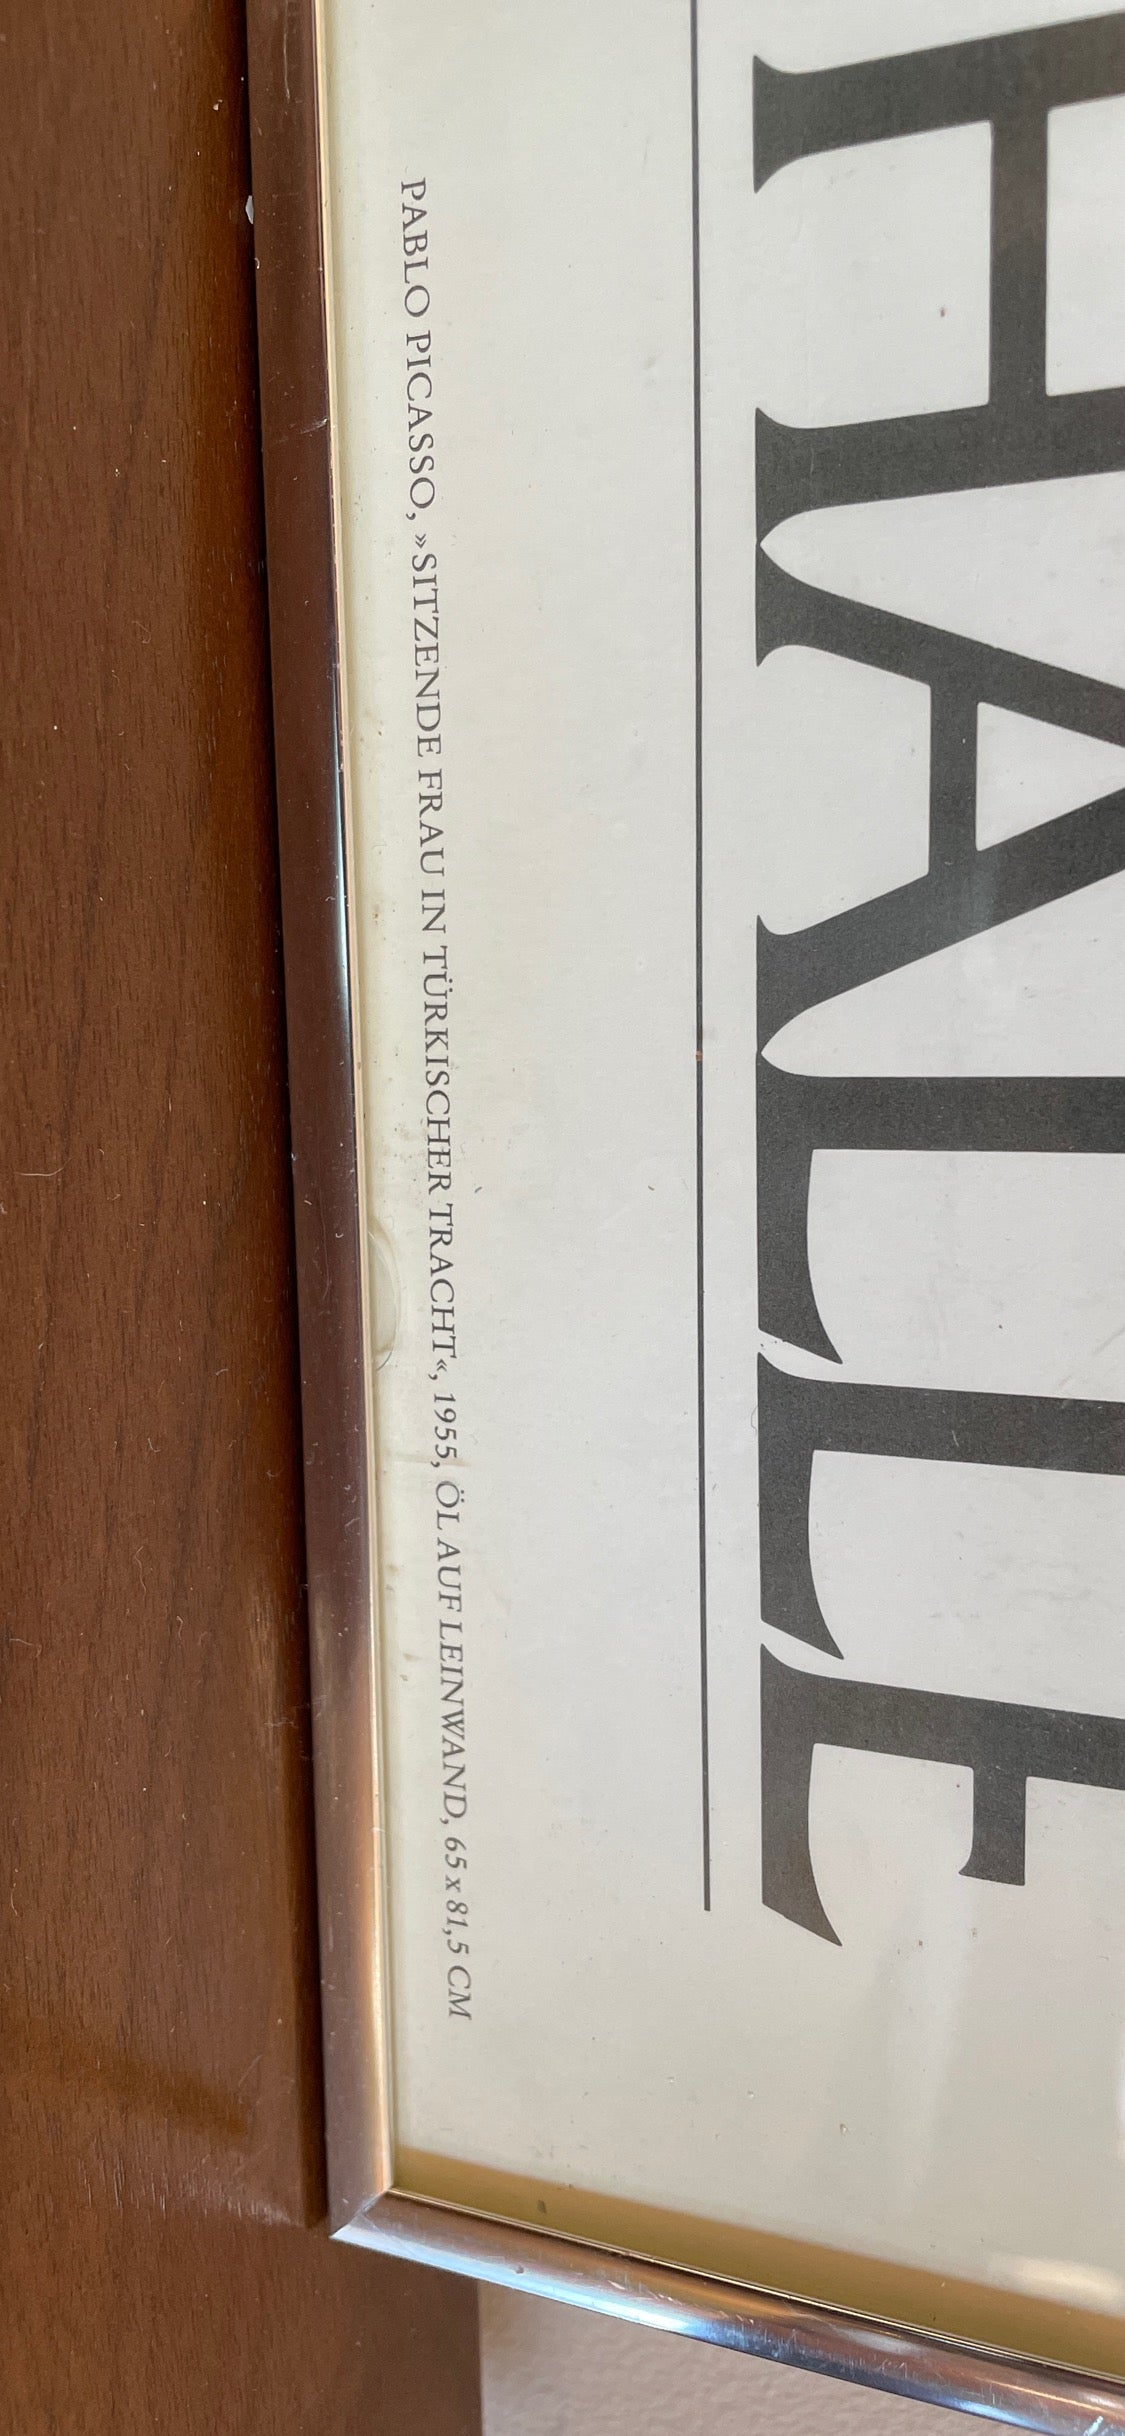 HALLE
PABLO PICASSO, »SITZENDE FRAU IN TÜRKISCHER TRACHT«, 1955, ÖL AUF LEINWAND, 65 x 81,5 CM